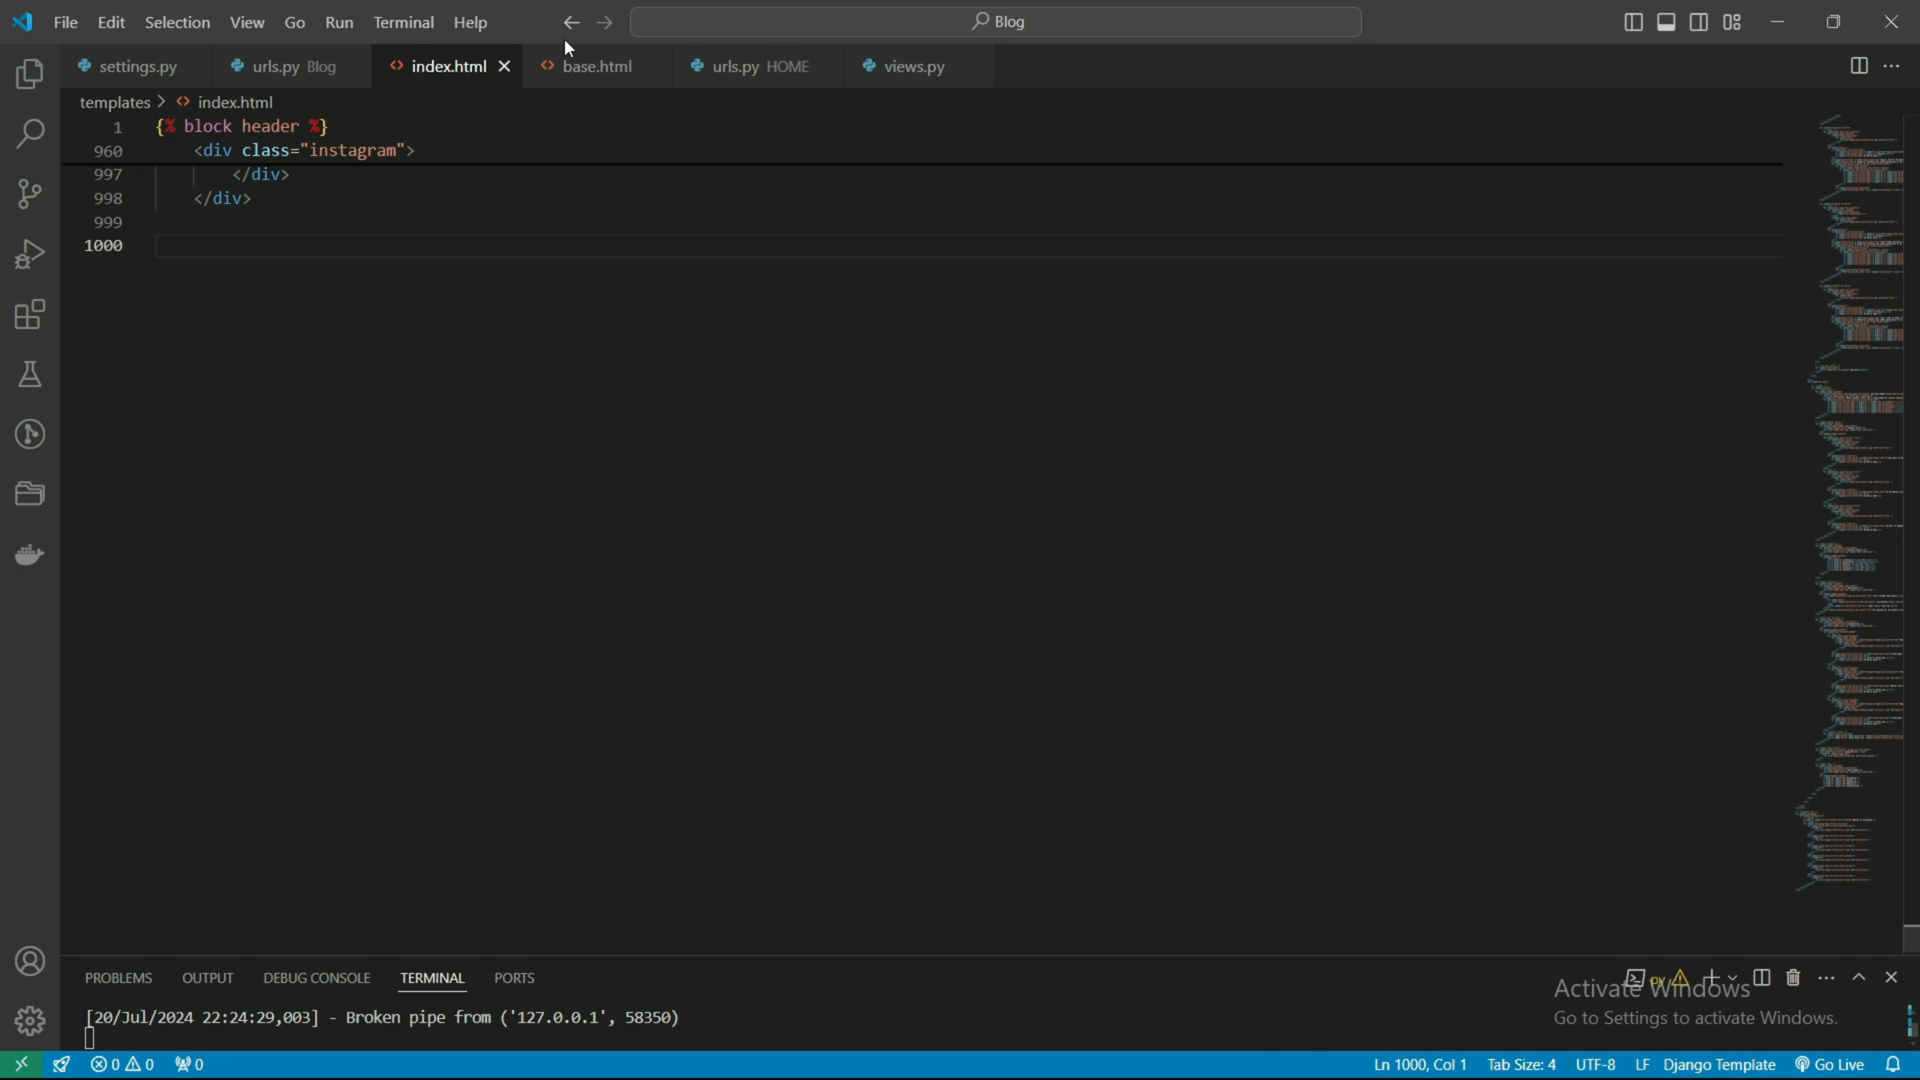 File Edit Selection View Go Run Terminal Help Blog
settings.py urls.py Blog index.html base.html urls.py HOME views.py
templates > index.html
1 {% block header %}
960 <div class="instagram">
997 </div>
998 </div>
999
1000
PROBLEMS OUTPUT DEBUG CONSOLE TERMINAL PORTS
py
Activate Windows
[20/Jul/2024 22:24:29,003] - Broken pipe from ('127.0.0.1', 58350)
Go to Settings to activate Windows.
0 0 0 Ln 1000, Col 1 Tab Size: 4 UTF-8 LF Django Template Go Live